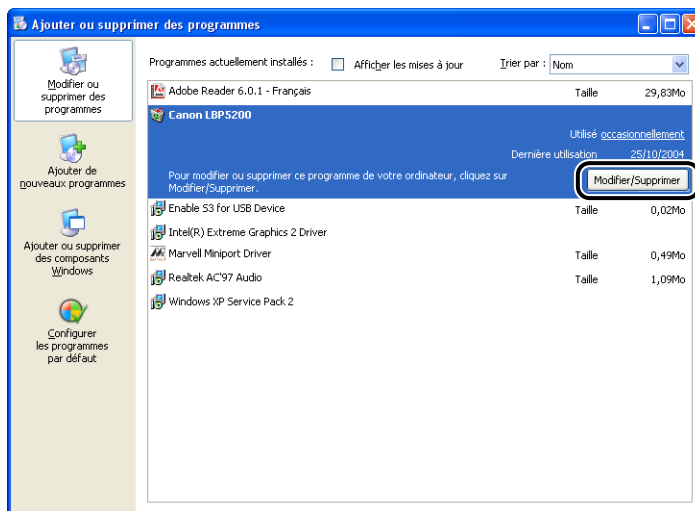 Ajouter ou supprimer des programmes
Modifier ou
supprimer des
programmes
Ajouter de
nouveaux programmes
Ajouter ou supprimer
des composants
Windows
Configurer
les programmes
par défaut
Programmes actuellement installés : Afficher les mises à jour Trier par : Nom
Adobe Reader 6.0.1 - Français Taille 29,83Mo
Canon LBP5200
Utilisé occasionnellement
Dernière utilisation 25/10/2004
Pour modifier ou supprimer ce programme de votre ordinateur, cliquez sur
Modifier/Supprimer.
Modifier/Supprimer
Enable S3 for USB Device Taille 0,02Mo
Intel(R) Extreme Graphics 2 Driver
Marvell Miniport Driver Taille 0,49Mo
Realtek AC'97 Audio Taille 1,09Mo
Windows XP Service Pack 2